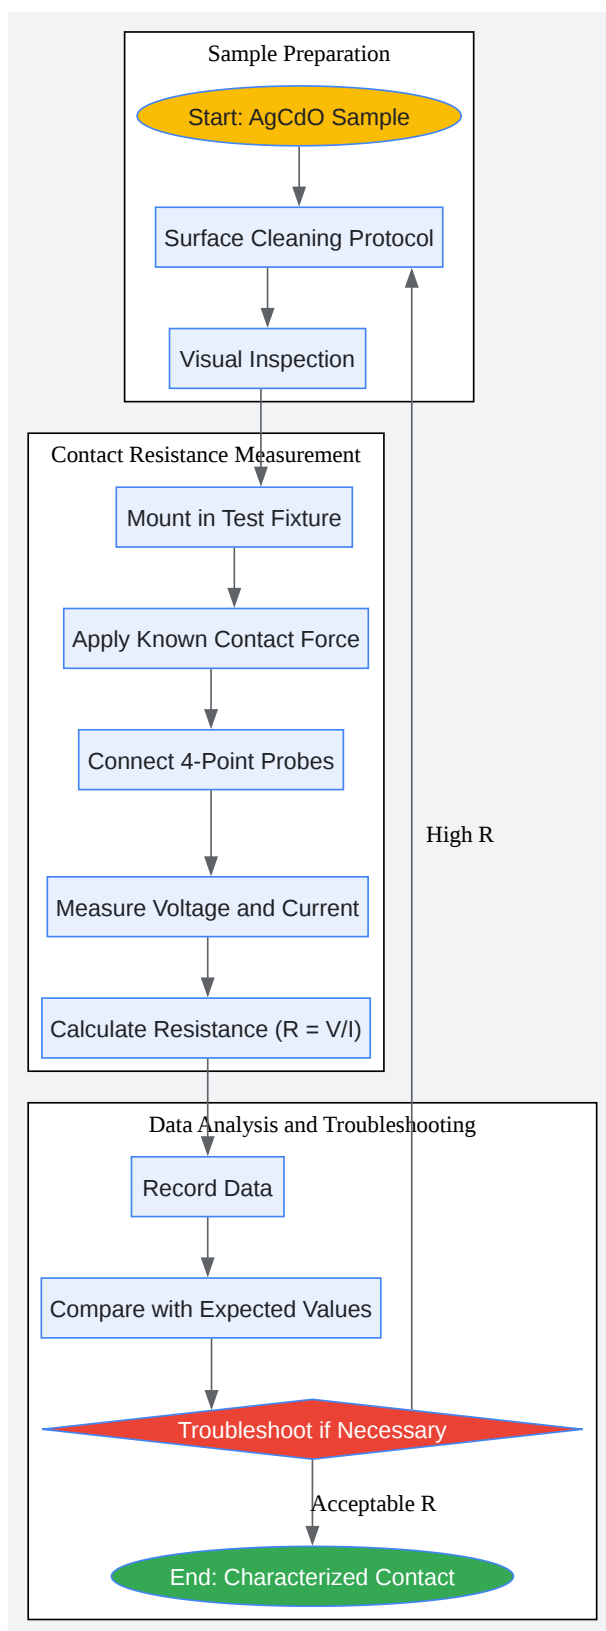 Sample Preparation
Start: AgCdO Sample
Surface Cleaning Protocol
Visual Inspection
Contact Resistance Measurement
Mount in Test Fixture
Apply Known Contact Force
Connect 4-Point Probes
High R
Measure Voltage and Current
Calculate Resistance (R = V/I)
Data Analysis and Troubleshooting
Record Data
Compare with Expected Values
Troubleshoot if Necessary
Acceptable R
End: Characterized Contact